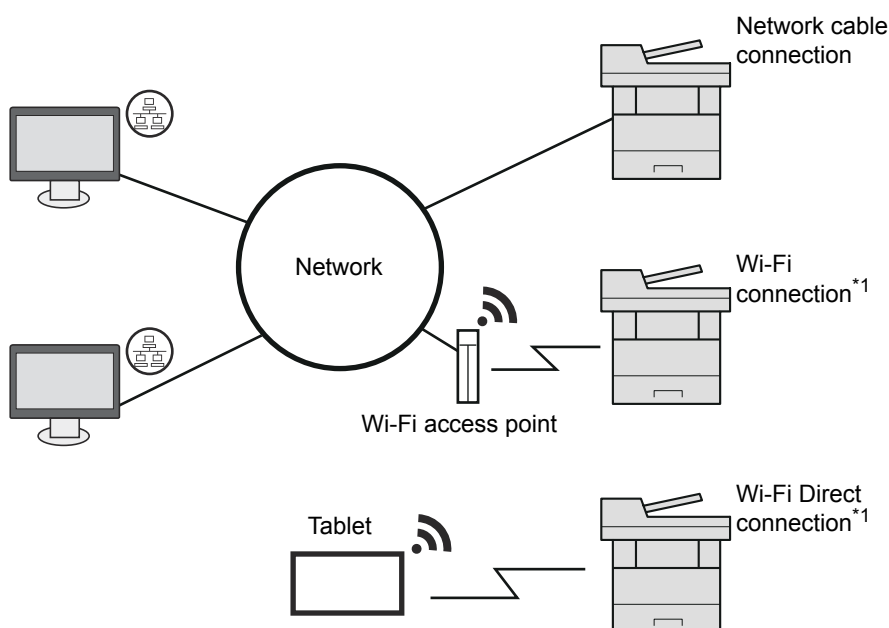 Network cable
connection
Network
Wi-Fi
connection*1
Wi-Fi access point
Wi-Fi Direct
connection*1
Tablet